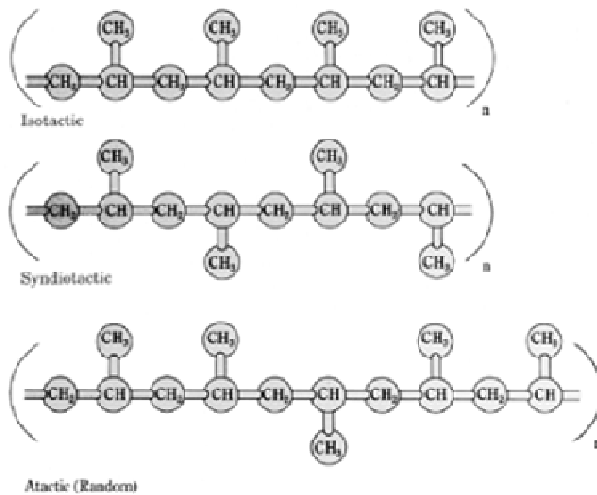 CH₃ CH₃ CH₃ CH₃
CH₂ CH CH₂ CH CH₂ CH CH₂ CH
n
Isotactic
CH₃ CH₃
CH₂ CH CH₂ CH CH₂ CH CH₂ CH
CH₃ CH₃
n
Syndiotactic
CH₃ CH₃ CH₃ CH₃
CH₂ CH CH₂ CH CH₂ CH CH₂ CH CH₂ CH
CH₃
Atactic (Random)